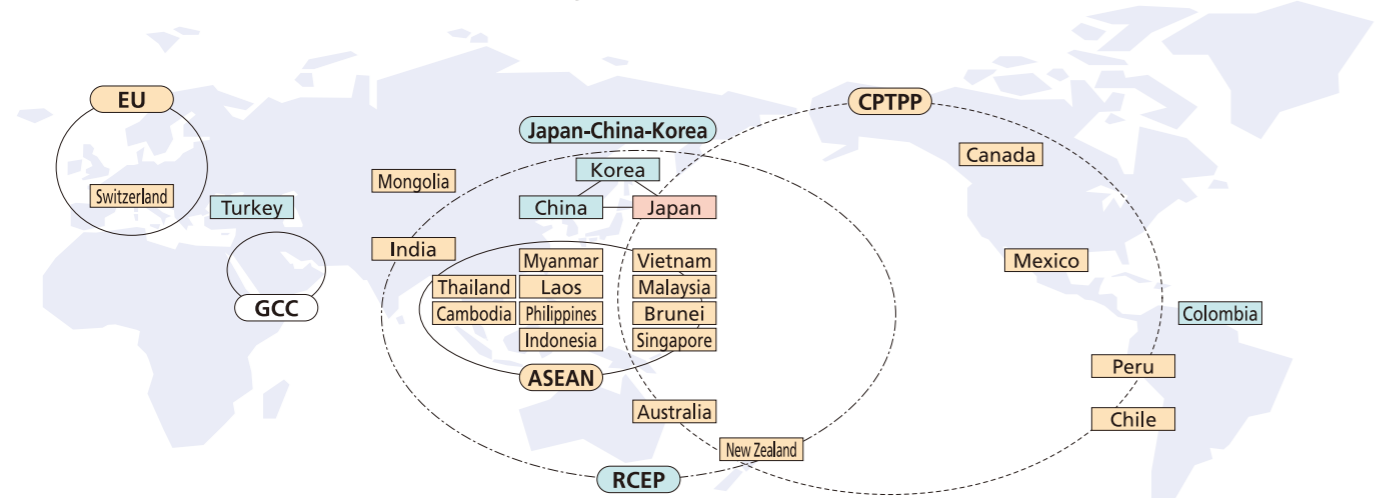 EU
CPTPP
Japan-China-Korea
Canada
Korea
Mongolia
Switzerland
Turkey
China
Japan
India
Myanmar
Vietnam
Mexico
Thailand
Laos
Malaysia
GCC
Cambodia
Philippines
Brunei
Colombia
Indonesia
Singapore
Peru
ASEAN
Australia
Chile
New Zealand
RCEP